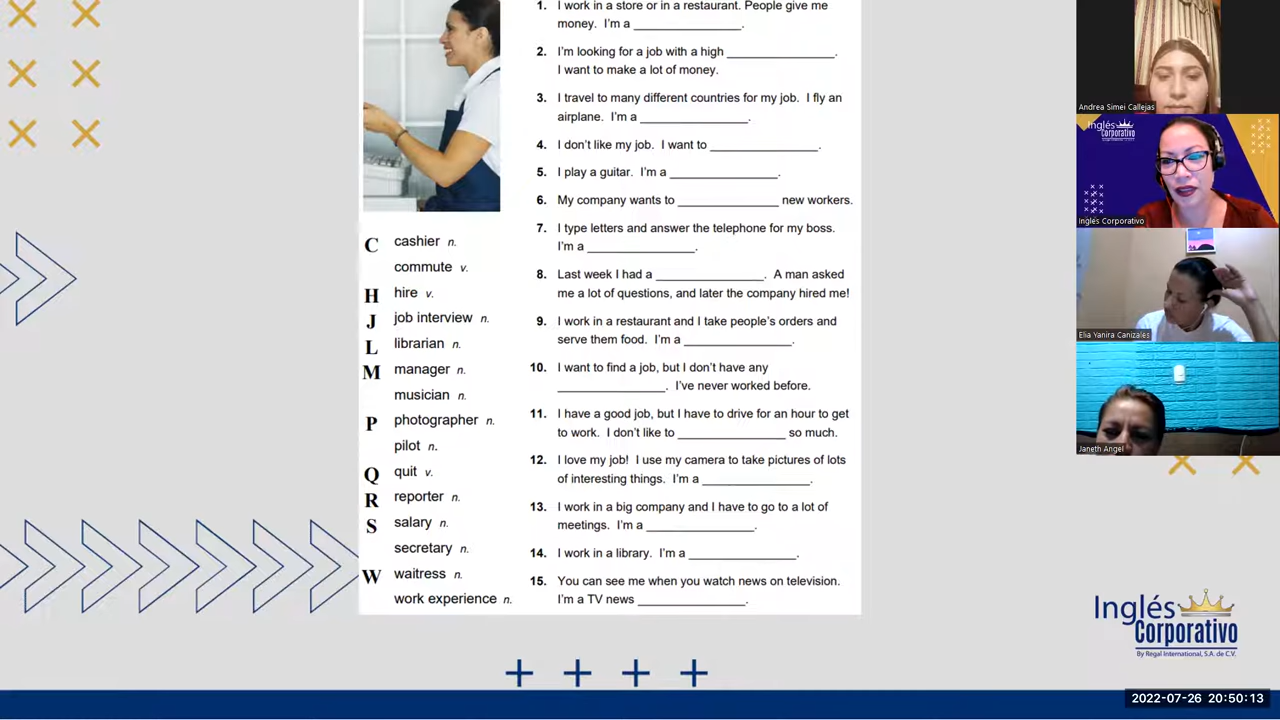 1. I work in a store or in a restaurant. People give me
money. I'm a ________________.
2. I'm looking for a job with a high ________________.
I want to make a lot of money.
3. I travel to many different countries for my job. I fly an
airplane. I'm a ________________.
4. I don't like my job. I want to ________________.
5. I play a guitar. I'm a ________________.
6. My company wants to _______________ new workers.
7. I type letters and answer the telephone for my boss.
I'm a ________________.
8. Last week I had a ________________. A man asked
me a lot of questions, and later the company hired me!
9. I work in a restaurant and I take people's orders and
serve them food. I'm a ________________.
10. I want to find a job, but I don't have any
________________. I've never worked before.
11. I have a good job, but I have to drive for an hour to get
to work. I don't like to ________________ so much.
12. I love my job! I use my camera to take pictures of lots
of interesting things. I'm a ________________.
13. I work in a big company and I have to go to a lot of
meetings. I'm a ________________.
14. I work in a library. I'm a ________________.
15. You can see me when you watch news on television.
I'm a TV news ________________.
C cashier n.
commute v.
H hire v.
J job interview n.
L librarian n.
M manager n.
musician n.
P photographer n.
pilot n.
Q quit v.
R reporter n.
S salary n.
secretary n.
W waitress n.
work experience n.
Andrea Simei Callejas
Inglés
Corporativo
Inglés Corporativo
Elia Yanira Canizales
Janeth Angel
Inglés
Corporativo
By Regal International, S.A. de C.V.
2022-07-26 20:50:13